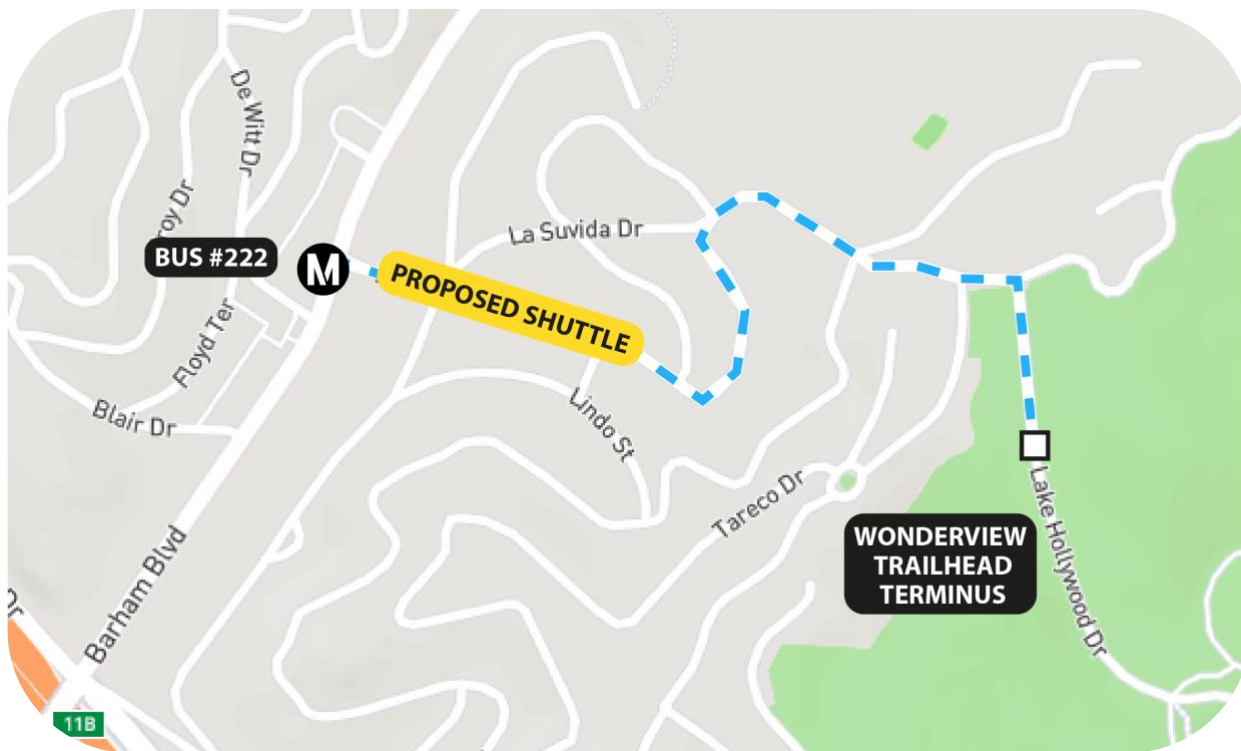 De Witt Dr
roy Dr
La Suvida Dr
BUS #222
M
PROPOSED SHUTTLE
Floyd Ter
Blair Dr
Lindo St
Tareco Dr
Lake Hollywood Dr
WONDERVIEW
TRAILHEAD
TERMINUS
Barham Blvd
Dr
11B